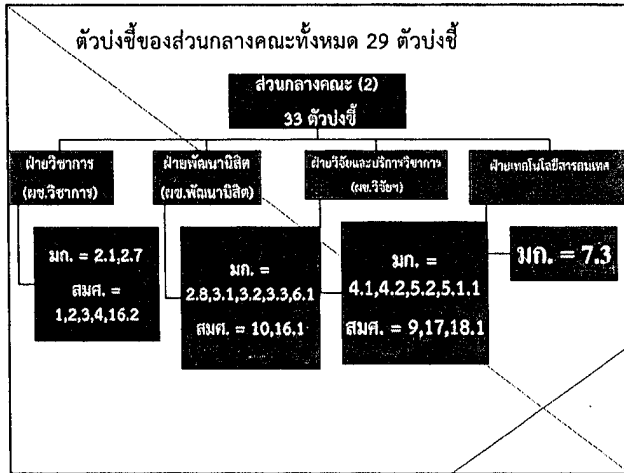 ตัวบ่งชี้ของส่วนกลางคณะทั้งหมด 29 ตัวบ่งชี้
ส่วนกลางคณะ (2)
33 ตัวบ่งชี้
ฝ่ายวิชาการ
(ผช.วิชาการ)
ฝ่ายพัฒนานิสิต
(ผช.พัฒนานิสิต)
ฝ่ายวิจัยและบริการวิชาการ
(ผช.วิจัยฯ)
ฝ่ายเทคโนโลยีสารสนเทศ
มก. = 2.1,2.7
สมศ. =
1,2,3,4,16.2
มก. =
2.8,3.1,3.2,3.3,6.1
สมศ. = 10,16.1
มก. =
4.1,4.2,5.2,5.1.1
สมศ. = 9,17,18.1
มก. = 7.3